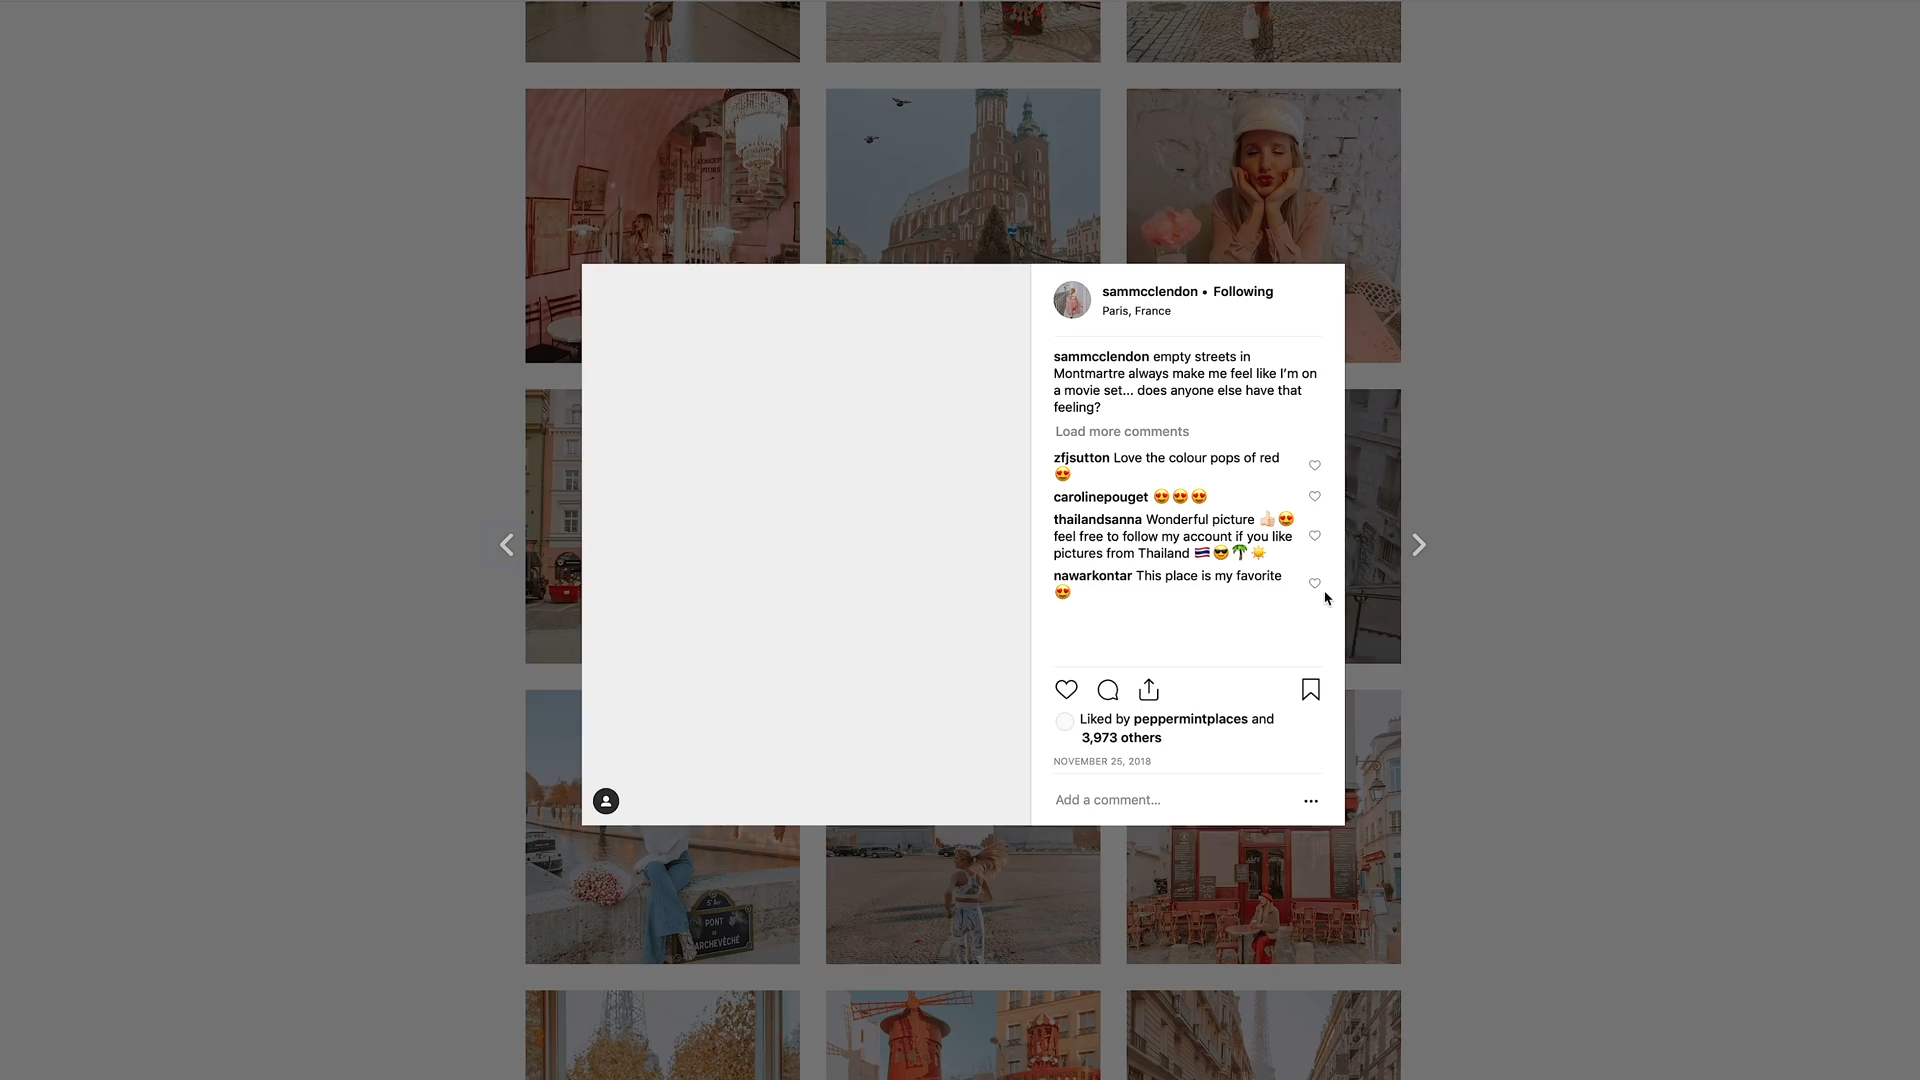 sammcclendon • Following
Paris, France
sammcclendon empty streets in
Montmartre always make me feel like I'm on
a movie set... does anyone else have that
feeling?
Load more comments
zfjsutton Love the colour pops of red
😍
carolinepouget 😍😍😍
thailandsanna Wonderful picture 👍🏻😍
feel free to follow my account if you like
pictures from Thailand 🇹🇭😎🌴☀️
nawarkontar This place is my favorite
😍
Liked by peppermintplaces and
3,973 others
NOVEMBER 25, 2018
Add a comment...
5e Arr
PONT
DE
ARCHEVÊCHÉ